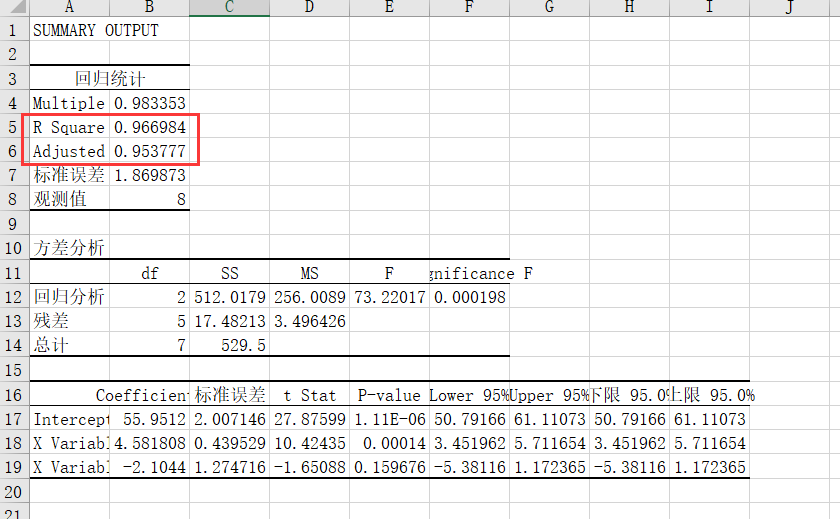 A B C D E F G H I J
1 SUMMARY OUTPUT
2
3 回归统计
4 Multiple 0.983353
5 R Square 0.966984
6 Adjusted 0.953777
7 标准误差 1.869873
8 观测值 8
9
10 方差分析
11 df SS MS F gnificance F
12 回归分析 2 512.0179 256.0089 73.22017 0.000198
13 残差 5 17.48213 3.496426
14 总计 7 529.5
15
16 Coefficien 标准误差 t Stat P-value Lower 95% Upper 95% 下限 95.0% 上限 95.0%
17 Intercept 55.9512 2.007146 27.87599 1.11E-06 50.79166 61.11073 50.79166 61.11073
18 X Variabl 4.581808 0.439529 10.42435 0.00014 3.451962 5.711654 3.451962 5.711654
19 X Variabl -2.1044 1.274716 -1.65088 0.159676 -5.38116 1.172365 -5.38116 1.172365
20
21